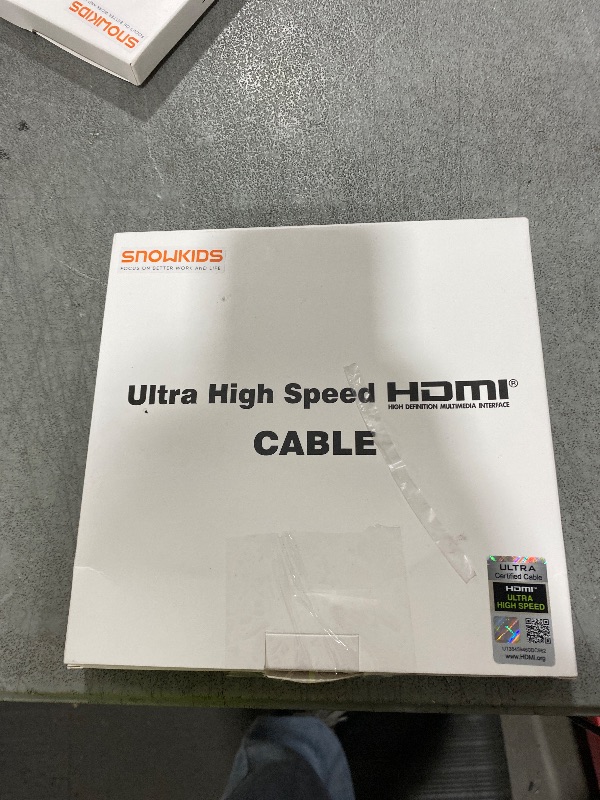 SNOWKIDS
SNOWKIDS
FOCUS ON BETTER WORK AND LIFE
Ultra High Speed HDMI®
HIGH DEFINITION MULTIMEDIA INTERFACE
CABLE
ULTRA
Certified Cable
HDMI™
ULTRA
HIGH SPEED
www.HDMI.org